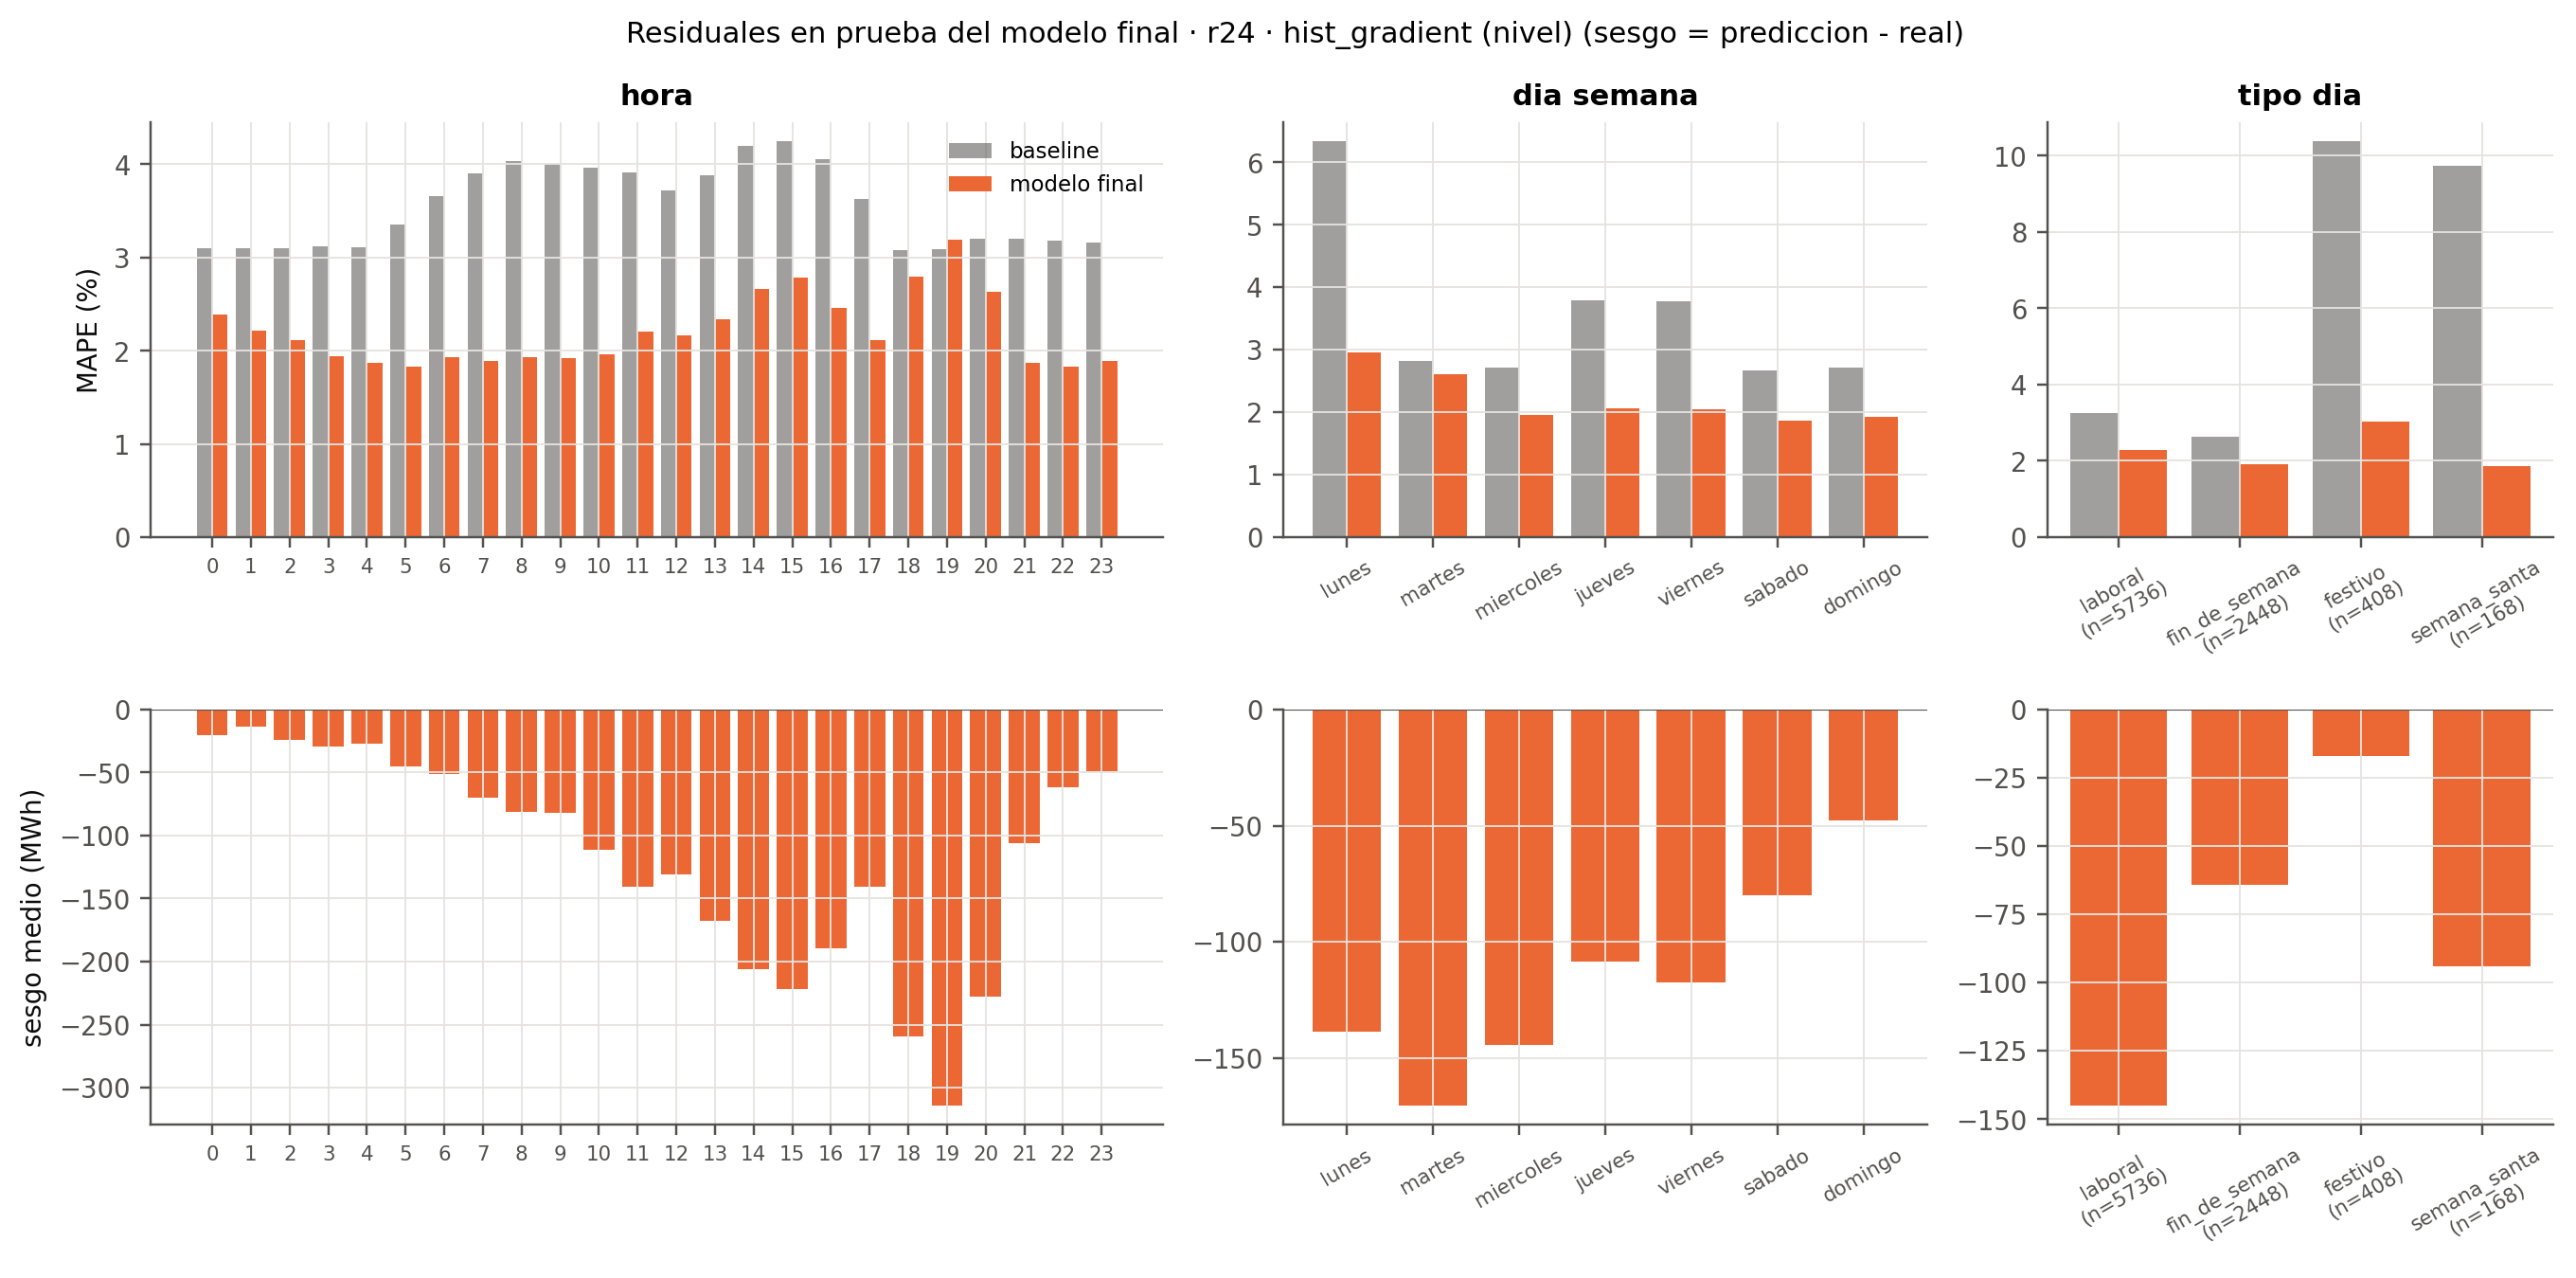 Residuales en prueba del modelo final · r24 · hist_gradient (nivel) (sesgo = prediccion - real)
hora
MAPE (%)
4
3
2
1
0
baseline
modelo final
0 1 2 3 4 5 6 7 8 9 10 11 12 13 14 15 16 17 18 19 20 21 22 23
dia semana
6
5
4
3
2
1
0
lunes martes miercoles jueves viernes sabado domingo
tipo dia
10
8
6
4
2
0
laboral
(n=5736)
fin_de_semana
(n=2448)
festivo
(n=408)
semana_santa
(n=168)
sesgo medio (MWh)
0
−50
−100
−150
−200
−250
−300
0 1 2 3 4 5 6 7 8 9 10 11 12 13 14 15 16 17 18 19 20 21 22 23
0
−50
−100
−150
lunes martes miercoles jueves viernes sabado domingo
0
−25
−50
−75
−100
−125
−150
laboral
(n=5736)
fin_de_semana
(n=2448)
festivo
(n=408)
semana_santa
(n=168)